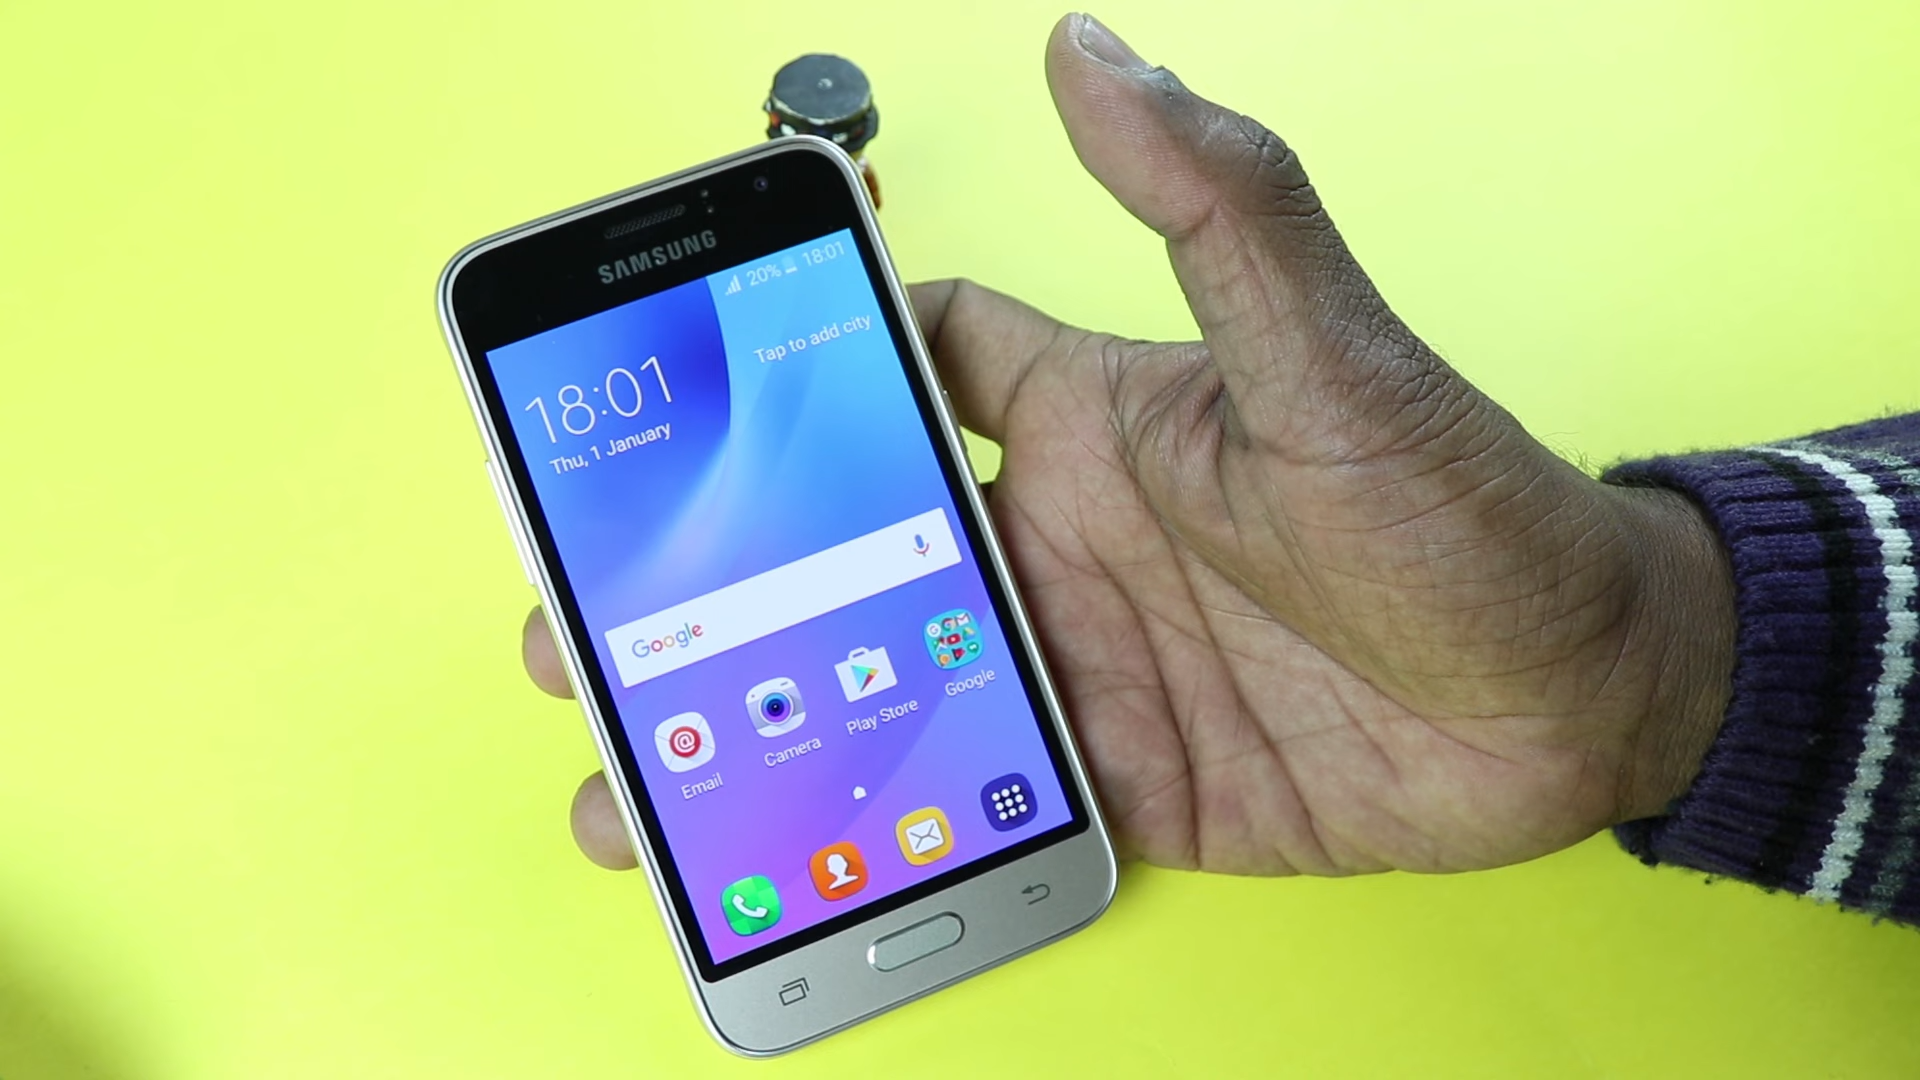 SAMSUNG
20% 18:01
Tap to add city
18:01
Thu, 1 January
Google
Email
Camera
Play Store
Google